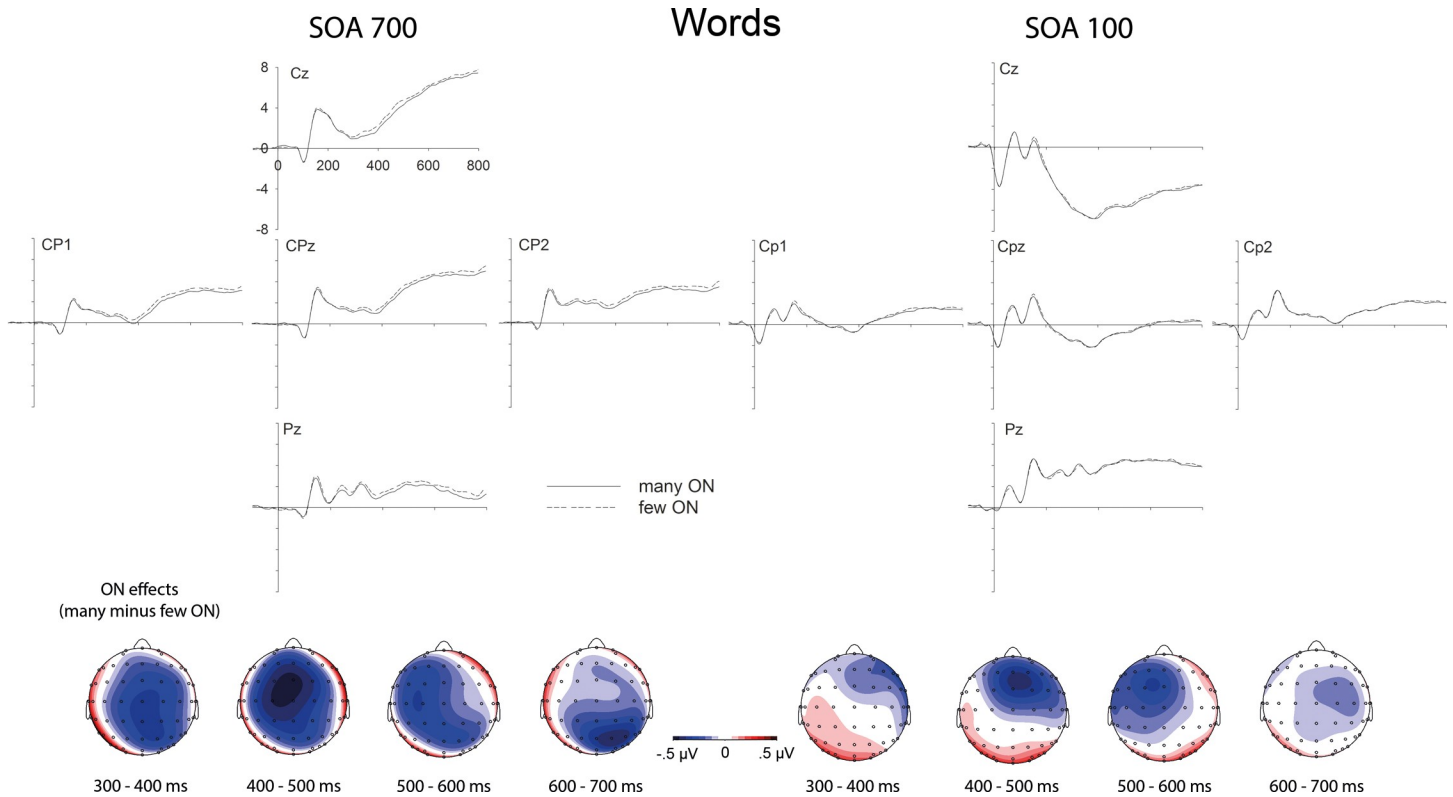 SOA 700
Words
SOA 100
Cz
8
4
0
-4
-8
0 200 400 600 800
Cz
CP1
CPz
CP2
Cp1
Cpz
Cp2
Pz
many ON
few ON
Pz
ON effects
(many minus few ON)
-.5 µV 0 .5 µV
300 - 400 ms
400 - 500 ms
500 - 600 ms
600 - 700 ms
300 - 400 ms
400 - 500 ms
500 - 600 ms
600 - 700 ms